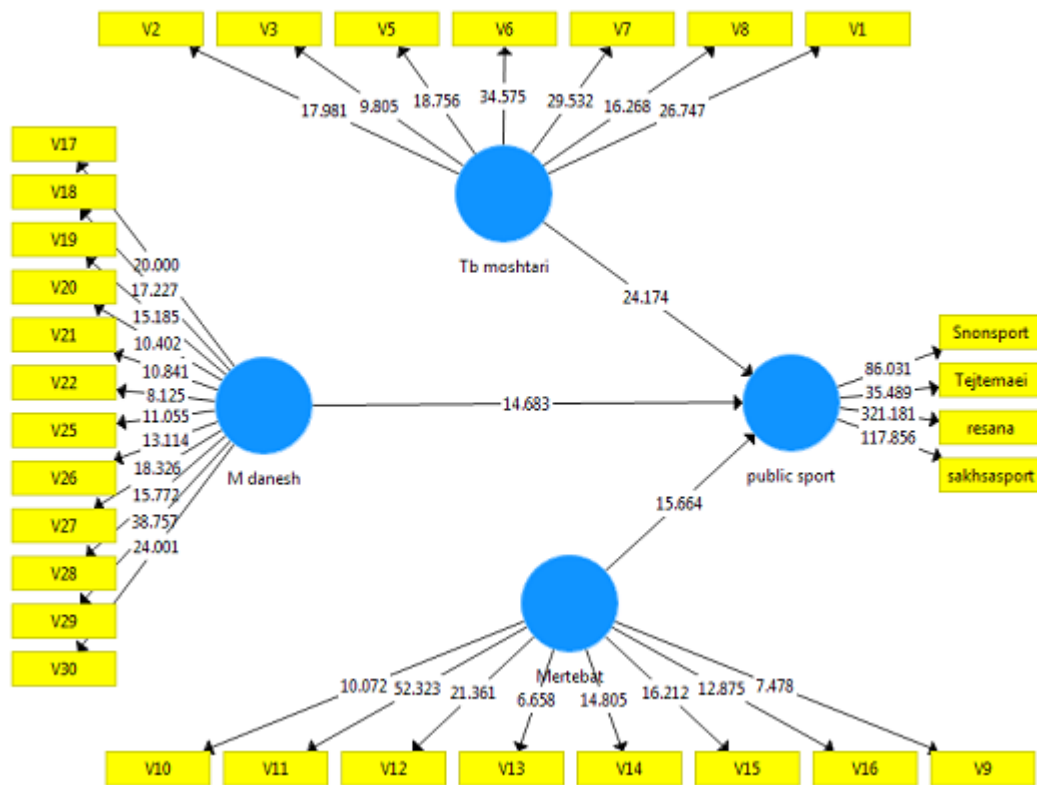 V2 V3 V5 V6 V7 V8 V1
17.981 9.805 18.756 34.575 29.532 16.268 26.747
Tb moshtari
V17
V18
V19
V20
V21
V22
V25
V26
V27
V28
V29
V30
20.000
17.227
15.185
10.402
10.841
8.125
11.055
13.114
18.326
15.772
38.757
24.001
M danesh
24.174
14.683
15.664
Snonsport
Tejtemaei
resana
sakhsasport
86.031
35.489
321.181
117.856
public sport
Mertebat
10.072 52.323 21.361 6.658 14.805 16.212 12.875 7.478
V10 V11 V12 V13 V14 V15 V16 V9